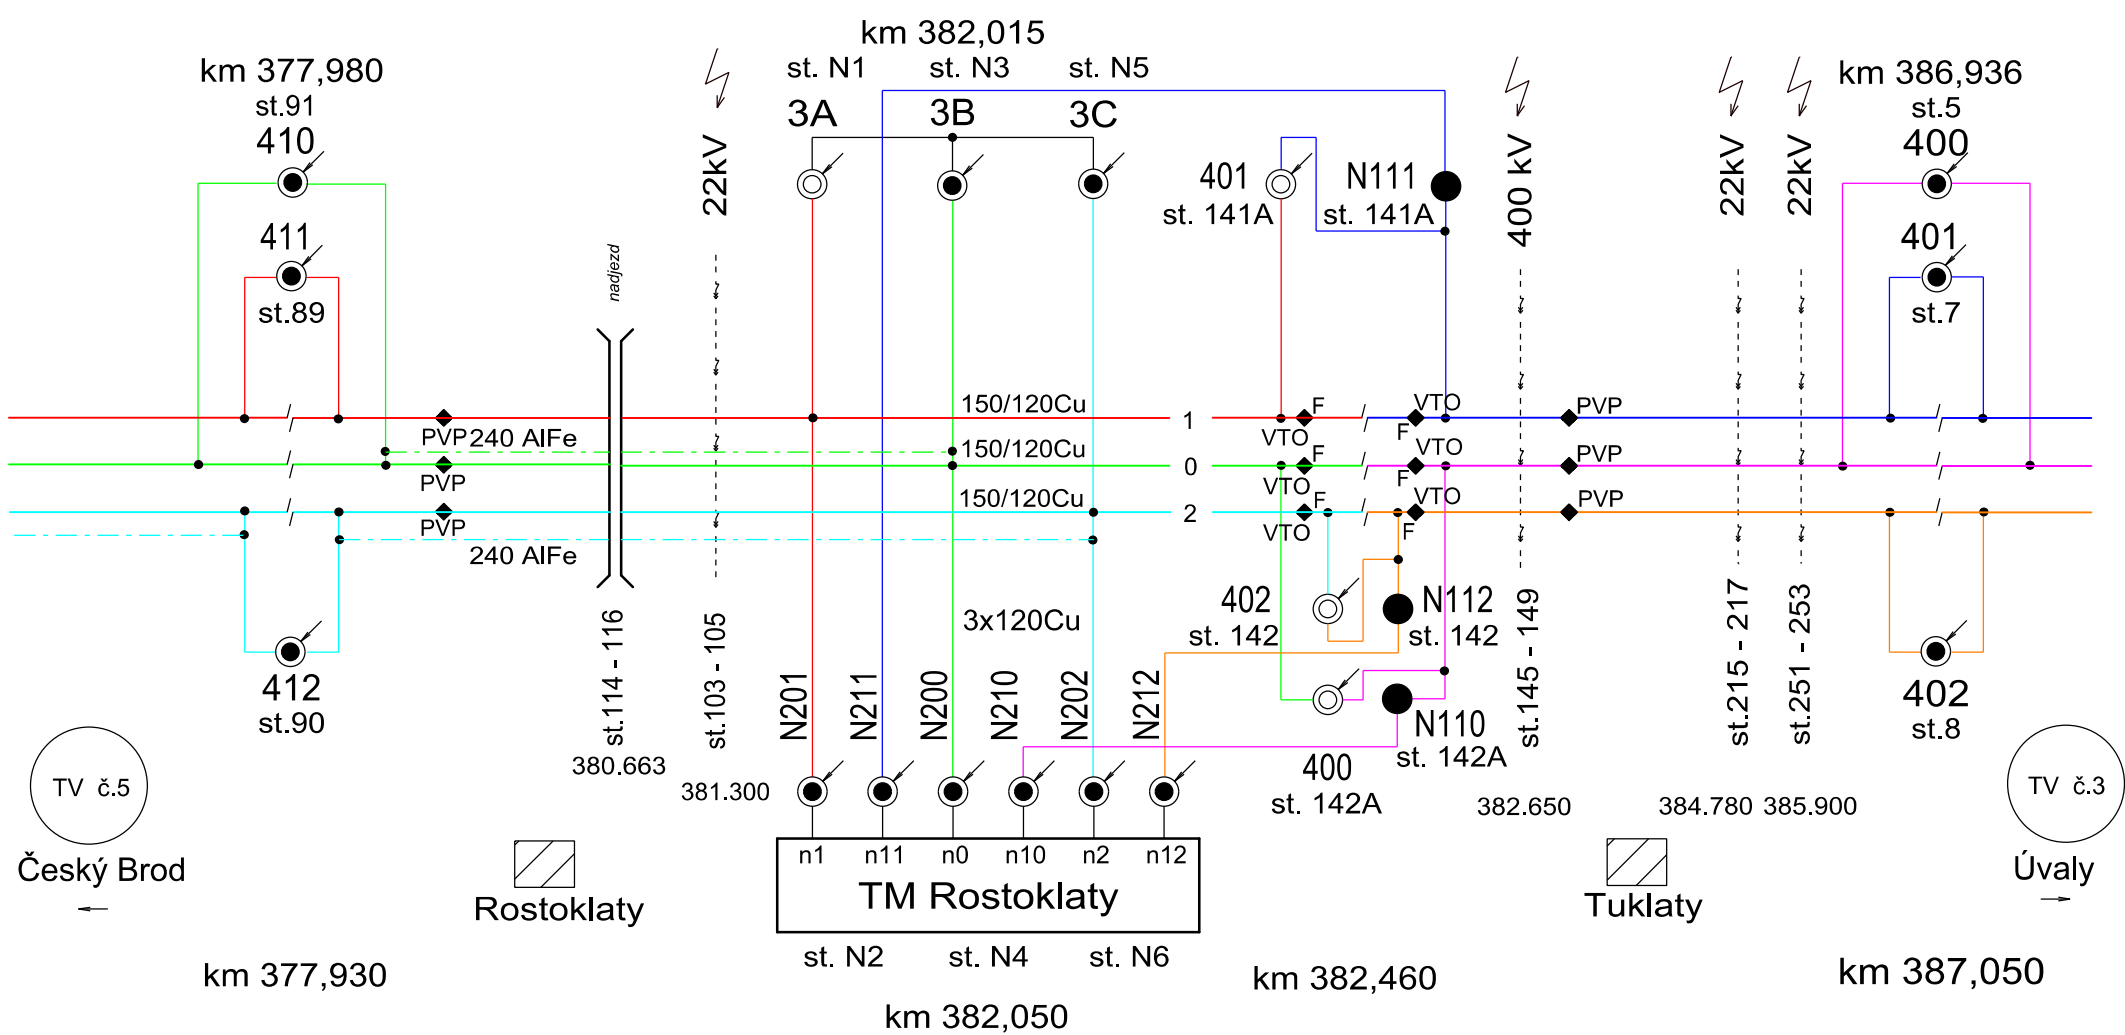 km 382,015
km 377,980
st. N1
st. N3
st. N5
km 386,936
st.91
st.5
410
3A
3B
3C
400
22kV
400 kV
22kV
22kV
401
st. 141A
N111
st. 141A
411
401
nadjezd
st.89
st.7
150/120Cu
1
F
VTO
PVP
PVP
240 AlFe
150/120Cu
VTO
F
VTO
0
F
PVP
PVP
VTO
F
VTO
150/120Cu
2
F
PVP
PVP
VTO
F
240 AlFe
402
st. 142
N112
st. 142
3x120Cu
st.114 - 116
st.103 - 105
st.145 - 149
st.215 - 217
st.251 - 253
412
st.90
402
st.8
N201
N211
N200
N210
N202
N212
N110
st. 142A
400
st. 142A
380.663
381.300
382.650
384.780
385.900
TV č.5
TV č.3
Český Brod
Úvaly
n1
n11
n0
n10
n2
n12
TM Rostoklaty
Rostoklaty
Tuklaty
st. N2
st. N4
st. N6
km 377,930
km 382,460
km 387,050
km 382,050